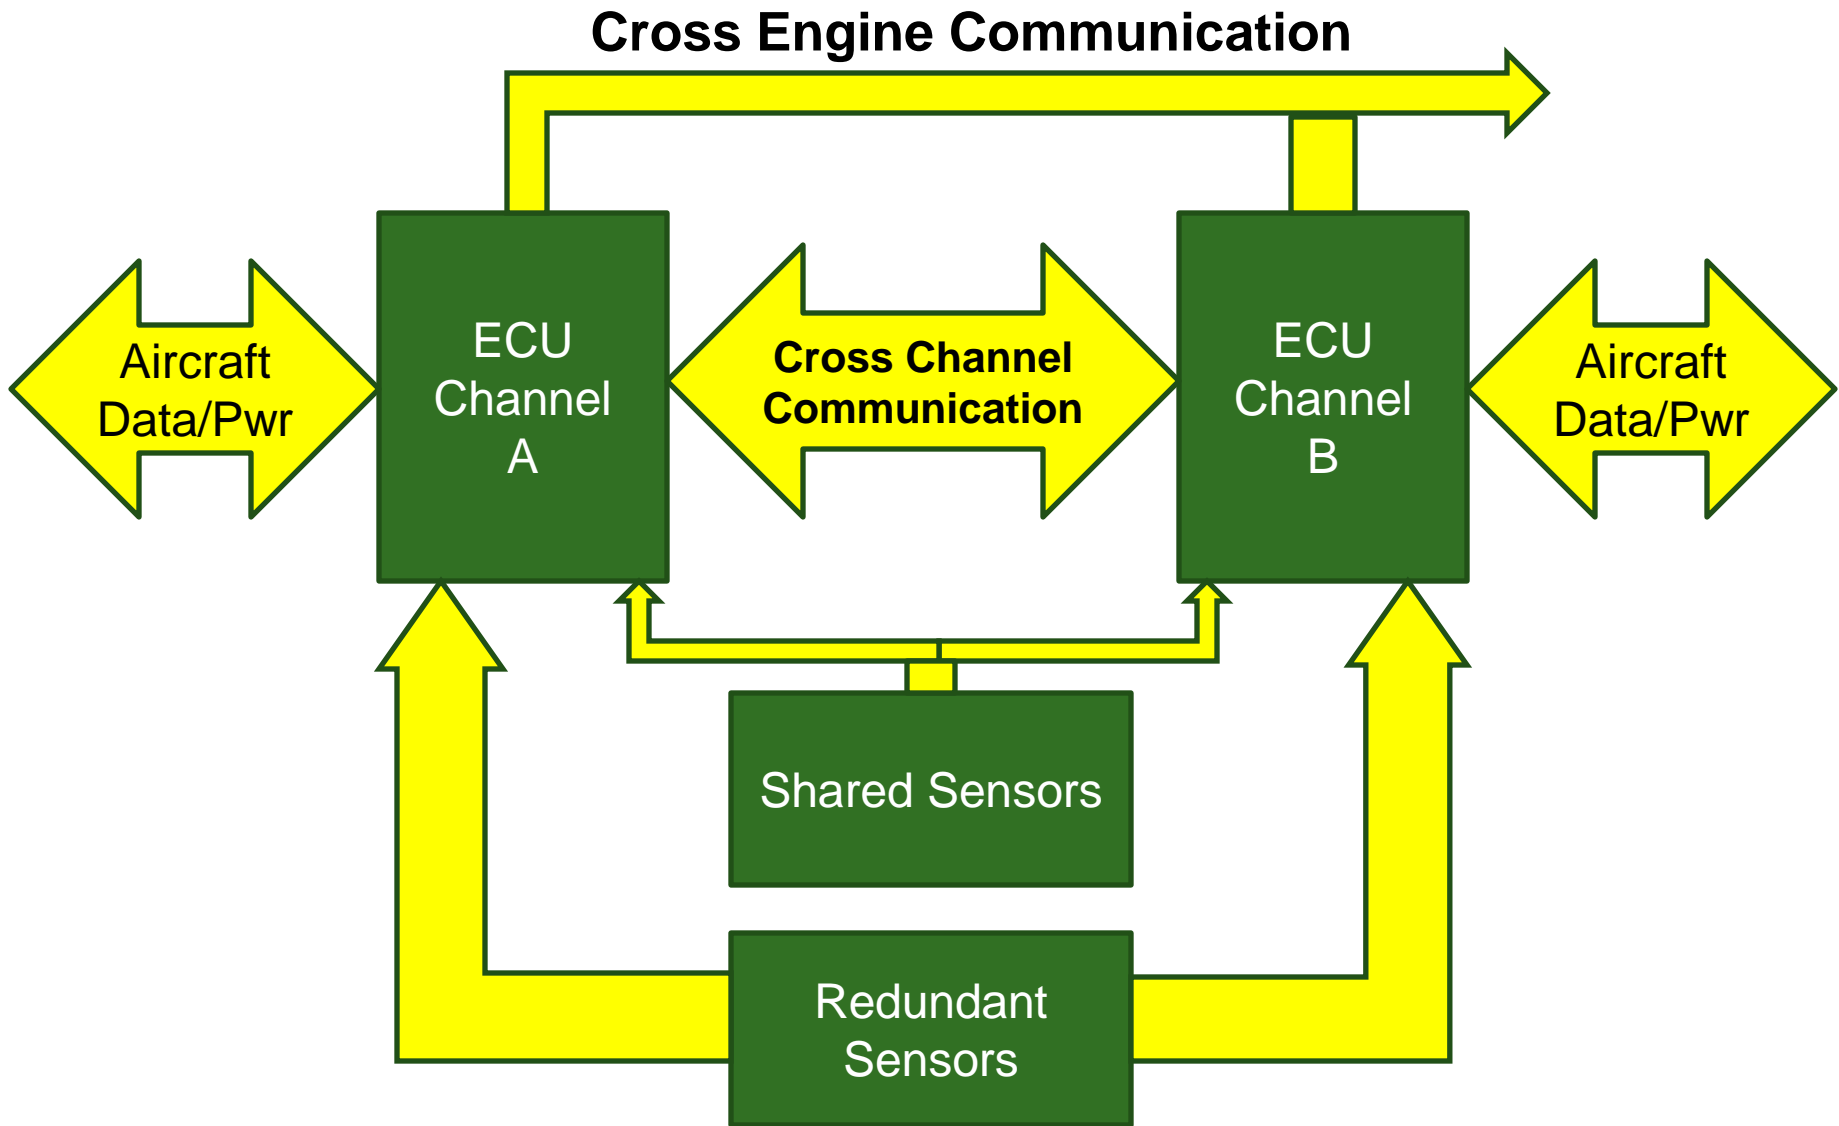 Cross Engine Communication
Aircraft
Data/Pwr
ECU
Channel
A
Cross Channel
Communication
ECU
Channel
B
Aircraft
Data/Pwr
Shared Sensors
Redundant
Sensors